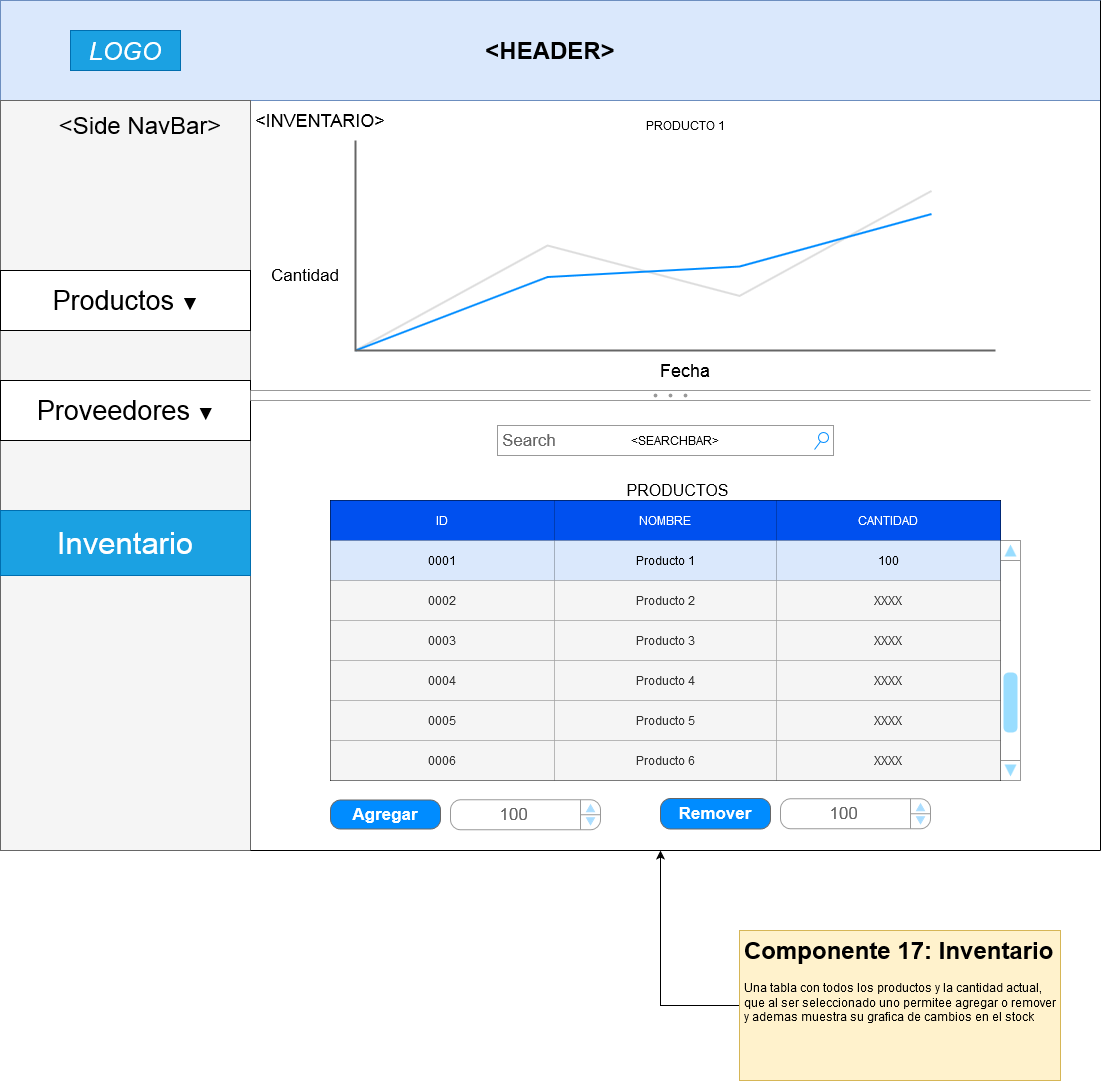 LOGO
<HEADER>
<Side NavBar>
Productos ▼
Proveedores ▼
Inventario
<INVENTARIO>
PRODUCTO 1
Cantidad
Fecha
Search <SEARCHBAR>
PRODUCTOS
ID NOMBRE CANTIDAD
0001 Producto 1 100
0002 Producto 2 XXXX
0003 Producto 3 XXXX
0004 Producto 4 XXXX
0005 Producto 5 XXXX
0006 Producto 6 XXXX
Agregar 100 Remover 100
Componente 17: Inventario
Una tabla con todos los productos y la cantidad actual,
que al ser seleccionado uno permitee agregar o remover
y ademas muestra su grafica de cambios en el stock